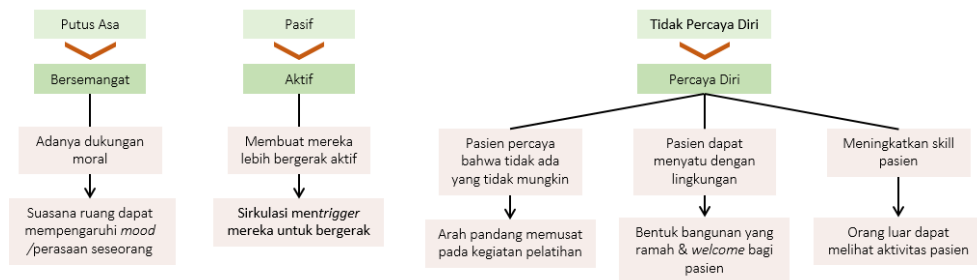 Putus Asa
Bersemangat
Adanya dukungan
moral
Suasana ruang dapat
mempengaruhi mood
/perasaan seseorang
Pasif
Aktif
Membuat mereka
lebih bergerak aktif
Sirkulasi mentrigger
mereka untuk bergerak
Tidak Percaya Diri
Percaya Diri
Pasien percaya
bahwa tidak ada
yang tidak mungkin
Arah pandang memusat
pada kegiatan pelatihan
Pasien dapat
menyatu dengan
lingkungan
Bentuk bangunan yang
ramah & welcome bagi
pasien
Meningkatkan skill
pasien
Orang luar dapat
melihat aktivitas pasien